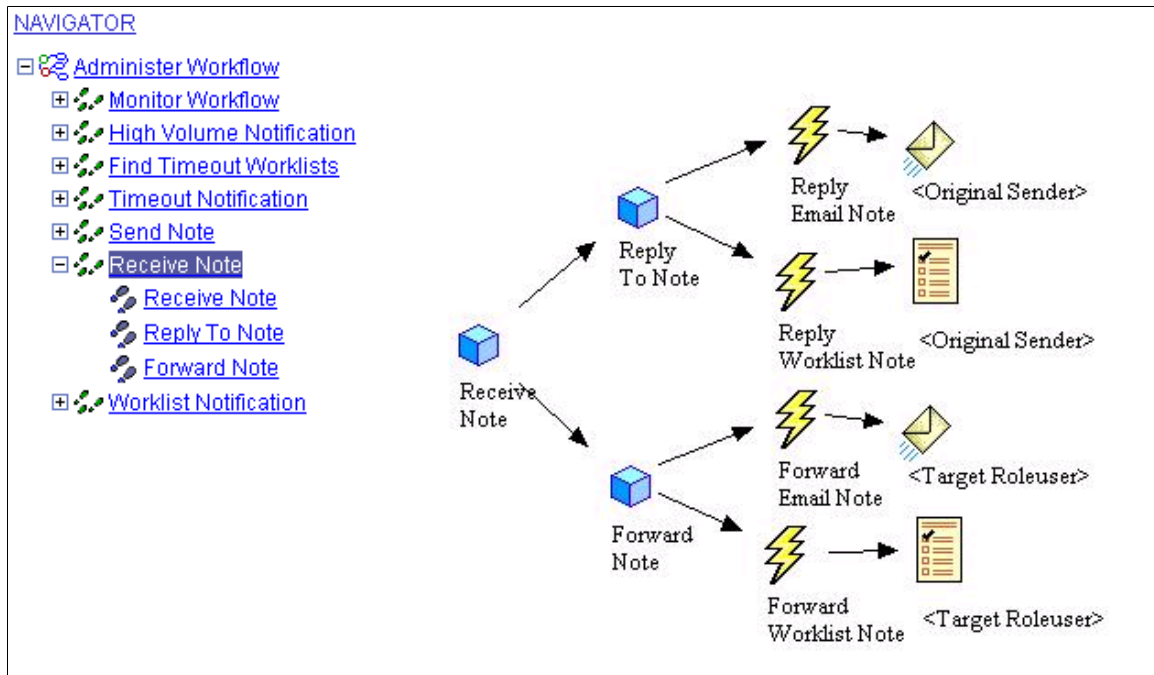 NAVIGATOR
Administer Workflow
Monitor Workflow
High Volume Notification
Find Timeout Worklists
Timeout Notification
Send Note
Receive Note
Receive Note
Reply To Note
Forward Note
Worklist Notification
Receive
Note
Reply
To Note
Reply
Email Note
<Original Sender>
Reply
Worklist Note
<Original Sender>
Forward
Note
Forward
Email Note
<Target Roleuser>
Forward
Worklist Note
<Target Roleuser>